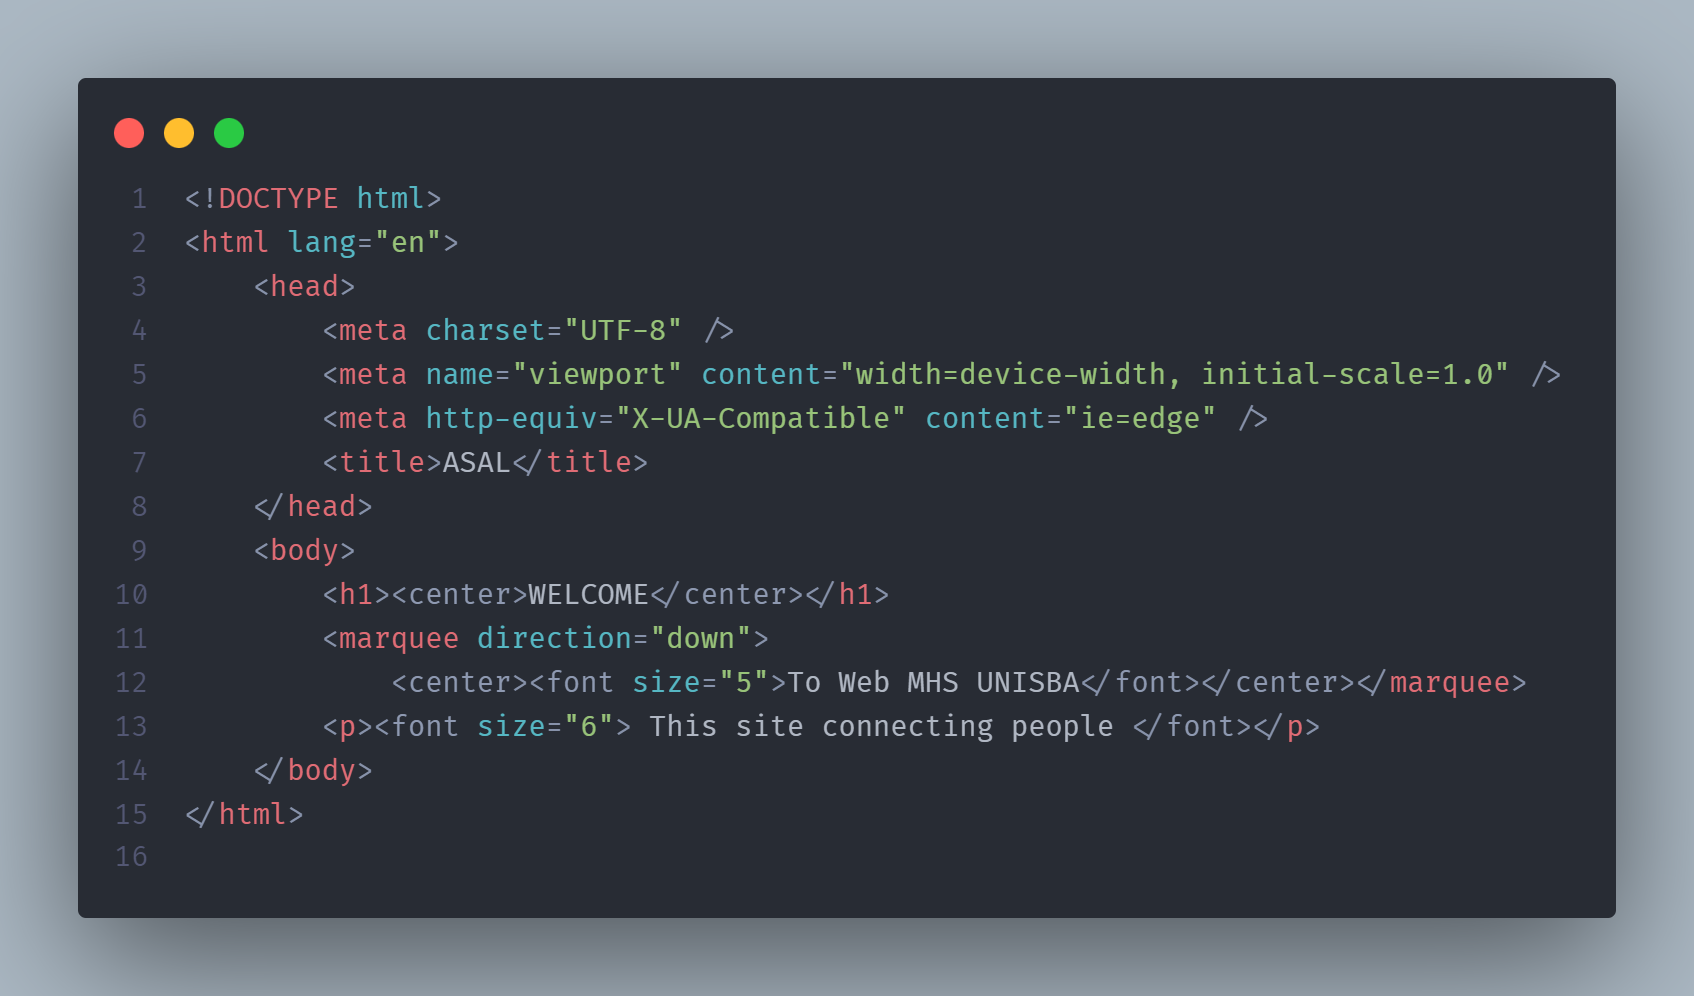 1 <!DOCTYPE html>
2 <html lang="en">
3     <head>
4         <meta charset="UTF-8" />
5         <meta name="viewport" content="width=device-width, initial-scale=1.0" />
6         <meta http-equiv="X-UA-Compatible" content="ie=edge" />
7         <title>ASAL</title>
8     </head>
9     <body>
10         <h1><center>WELCOME</center></h1>
11         <marquee direction="down">
12             <center><font size="5">To Web MHS UNISBA</font></center></marquee>
13         <p><font size="6"> This site connecting people </font></p>
14     </body>
15 </html>
16